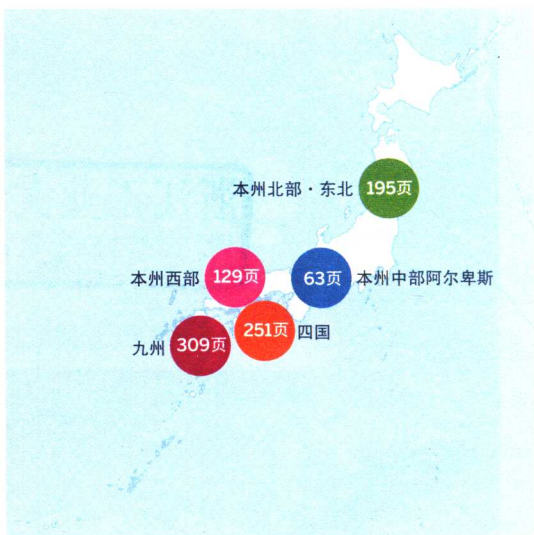 本州北部·东北 195页
本州西部 129页
63页 本州中部阿尔卑斯
251页 四国
九州 309页